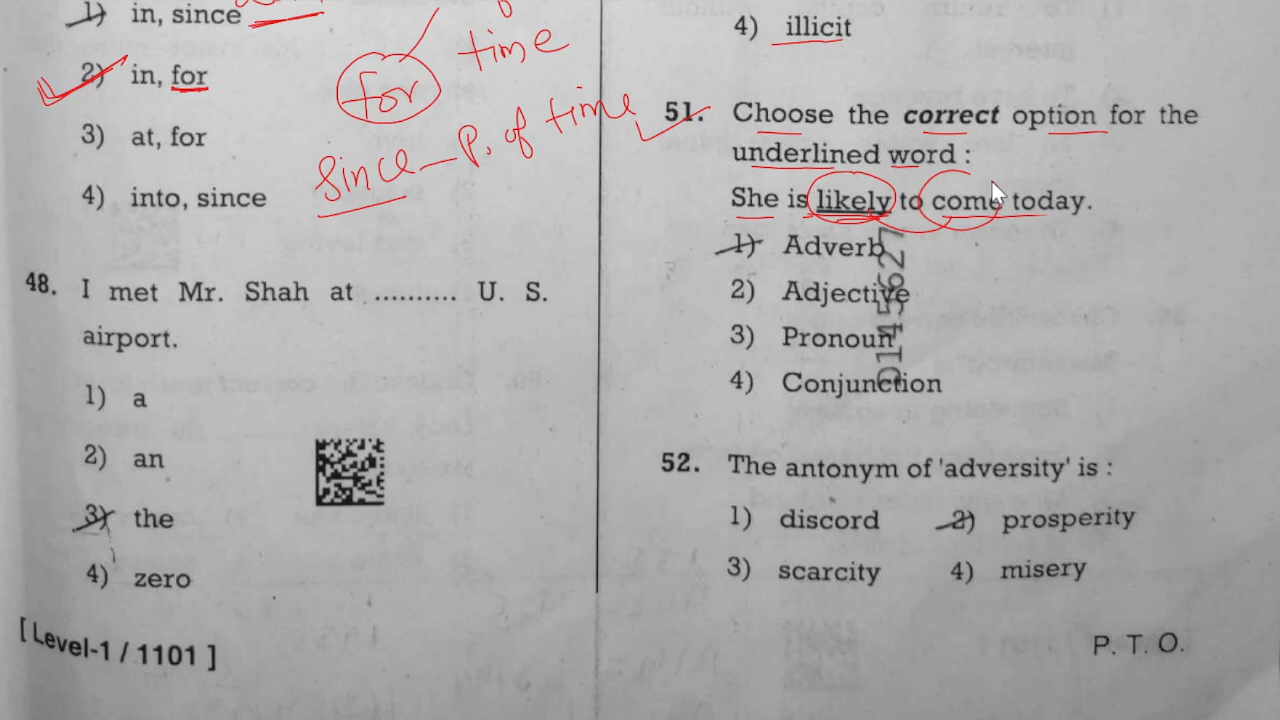 1) in, since
2) in, for
3) at, for
4) into, since
for
time
Since - P. of time
48. I met Mr. Shah at .......... U. S.
airport.
1) a
2) an
3) the
4) zero
[ Level-1 / 1101 ]
4) illicit
51. Choose the correct option for the
underlined word :
She is likely to come today.
1) Adverb
2) Adjective
3) Pronoun
4) Conjunction
52. The antonym of 'adversity' is :
1) discord 2) prosperity
3) scarcity 4) misery
P. T. O.